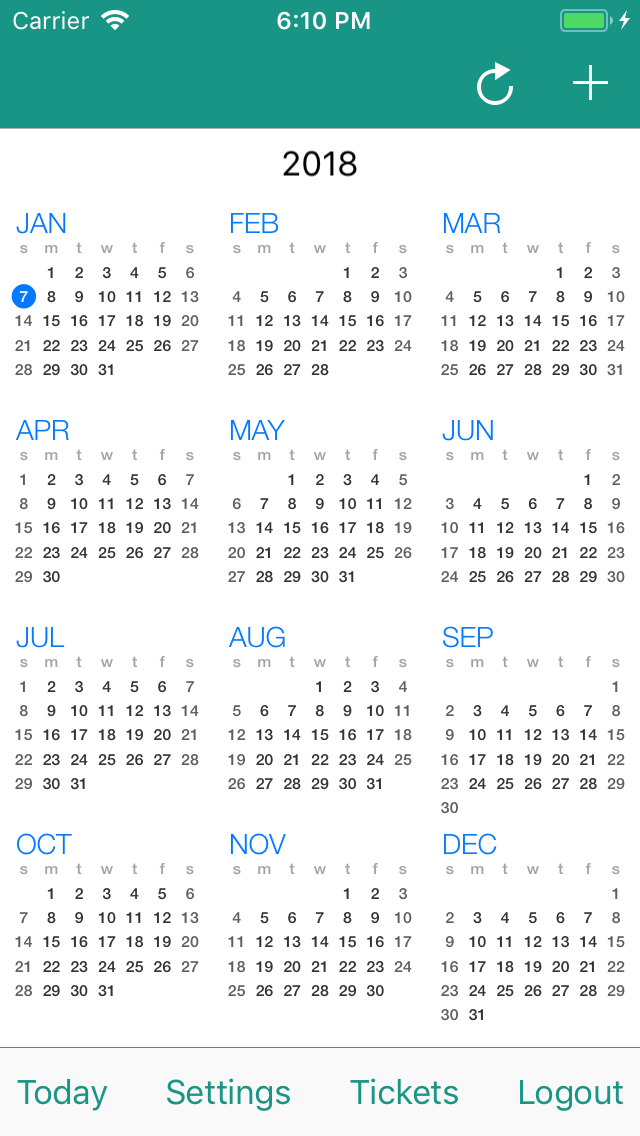 Carrier 6:10 PM
2018
JAN FEB MAR
s m t w t f s s m t w t f s s m t w t f s
1 2 3 4 5 6 1 2 3 1 2 3
7 8 9 10 11 12 13 4 5 6 7 8 9 10 4 5 6 7 8 9 10
14 15 16 17 18 19 20 11 12 13 14 15 16 17 11 12 13 14 15 16 17
21 22 23 24 25 26 27 18 19 20 21 22 23 24 18 19 20 21 22 23 24
28 29 30 31 25 26 27 28 25 26 27 28 29 30 31
APR MAY JUN
s m t w t f s s m t w t f s s m t w t f s
1 2 3 4 5 6 7 1 2 3 4 5 1 2
8 9 10 11 12 13 14 6 7 8 9 10 11 12 3 4 5 6 7 8 9
15 16 17 18 19 20 21 13 14 15 16 17 18 19 10 11 12 13 14 15 16
22 23 24 25 26 27 28 20 21 22 23 24 25 26 17 18 19 20 21 22 23
29 30 27 28 29 30 31 24 25 26 27 28 29 30
JUL AUG SEP
s m t w t f s s m t w t f s s m t w t f s
1 2 3 4 5 6 7 1 2 3 4 1
8 9 10 11 12 13 14 5 6 7 8 9 10 11 2 3 4 5 6 7 8
15 16 17 18 19 20 21 12 13 14 15 16 17 18 9 10 11 12 13 14 15
22 23 24 25 26 27 28 19 20 21 22 23 24 25 16 17 18 19 20 21 22
29 30 31 26 27 28 29 30 31 23 24 25 26 27 28 29
30
OCT NOV DEC
s m t w t f s s m t w t f s s m t w t f s
1 2 3 4 5 6 1 2 3 1
7 8 9 10 11 12 13 4 5 6 7 8 9 10 2 3 4 5 6 7 8
14 15 16 17 18 19 20 11 12 13 14 15 16 17 9 10 11 12 13 14 15
21 22 23 24 25 26 27 18 19 20 21 22 23 24 16 17 18 19 20 21 22
28 29 30 31 25 26 27 28 29 30 23 24 25 26 27 28 29
30 31
Today Settings Tickets Logout